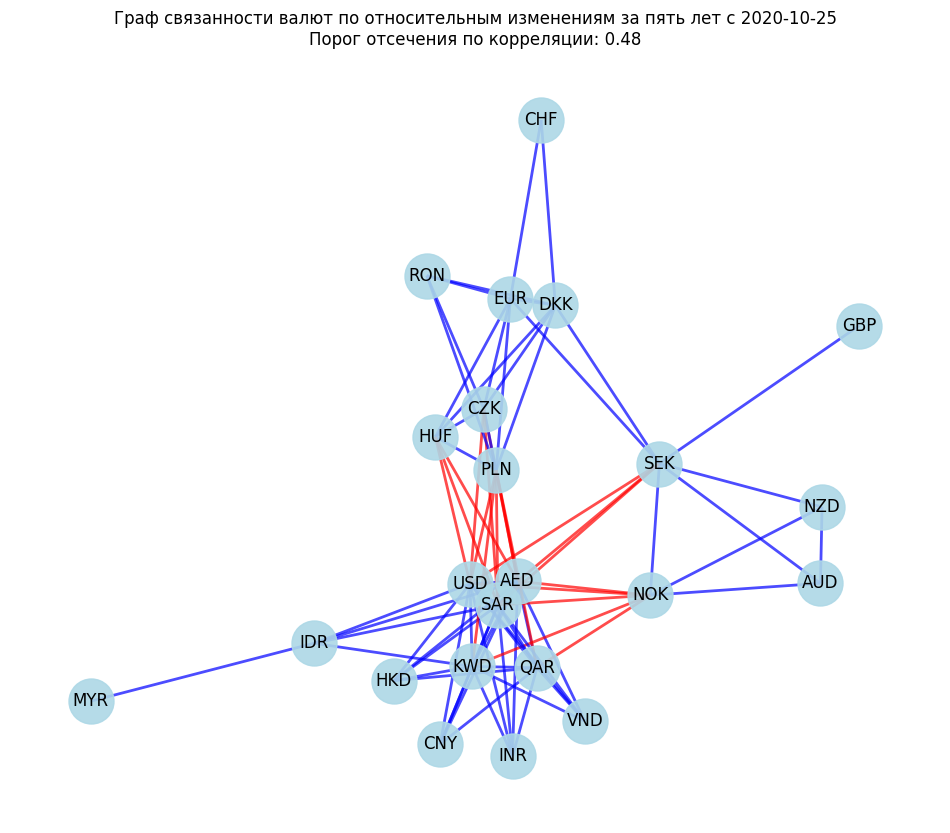 Граф связанности валют по относительным изменениям за пять лет с 2020-10-25
Порог отсечения по корреляции: 0.48
CHF
RON
EUR
DKK
GBP
CZK
HUF
PLN
SEK
NZD
USD
AED
AUD
SAR
NOK
IDR
KWD
QAR
HKD
MYR
VND
CNY
INR